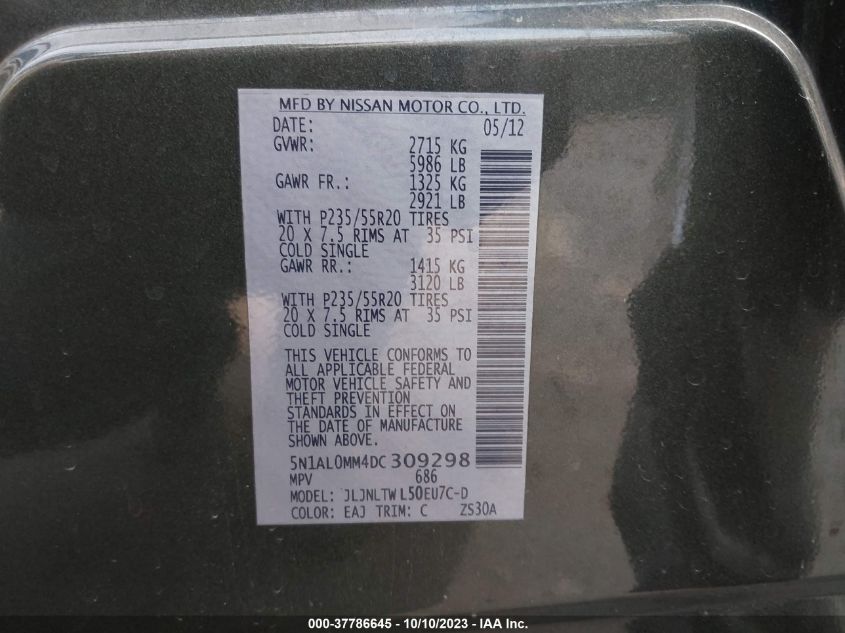 MFD BY NISSAN MOTOR CO., LTD.
DATE: 05/12
GVWR: 2715 KG
5986 LB
GAWR FR.: 1325 KG
2921 LB
WITH P235/55R20 TIRES
20 X 7.5 RIMS AT 35 PSI
COLD SINGLE
GAWR RR.: 1415 KG
3120 LB
WITH P235/55R20 TIRES
20 X 7.5 RIMS AT 35 PSI
COLD SINGLE
THIS VEHICLE CONFORMS TO
ALL APPLICABLE FEDERAL
MOTOR VEHICLE SAFETY AND
THEFT PREVENTION
STANDARDS IN EFFECT ON
THE DATE OF MANUFACTURE
SHOWN ABOVE.
5N1AL0MM4DC309298
MPV 686
MODEL: JLJNLTWL50EU7C-D
COLOR: EAJ TRIM: C ZS30A
000-37786645 - 10/10/2023 - IAA Inc.